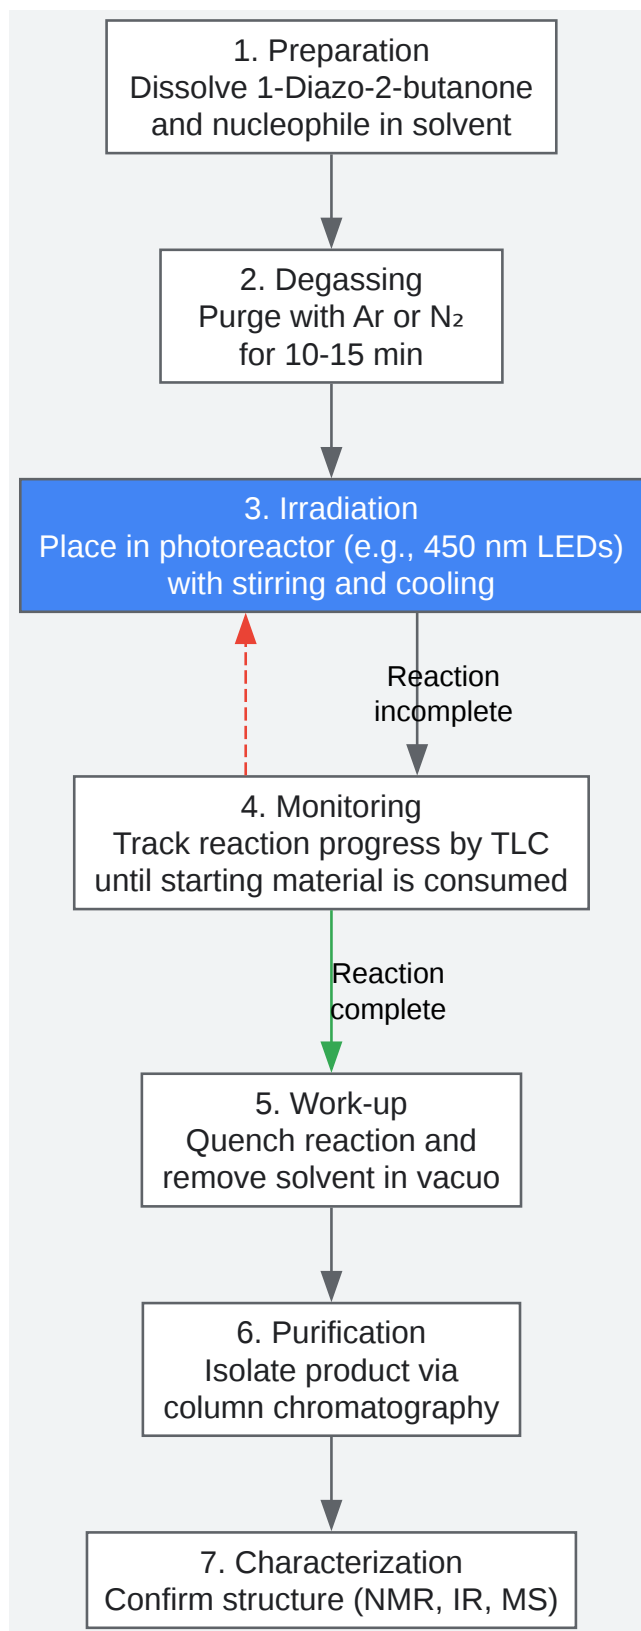 1. Preparation
Dissolve 1-Diazo-2-butanone
and nucleophile in solvent
2. Degassing
Purge with Ar or N₂
for 10-15 min
3. Irradiation
Place in photoreactor (e.g., 450 nm LEDs)
with stirring and cooling
Reaction
incomplete
4. Monitoring
Track reaction progress by TLC
until starting material is consumed
Reaction
complete
5. Work-up
Quench reaction and
remove solvent in vacuo
6. Purification
Isolate product via
column chromatography
7. Characterization
Confirm structure (NMR, IR, MS)